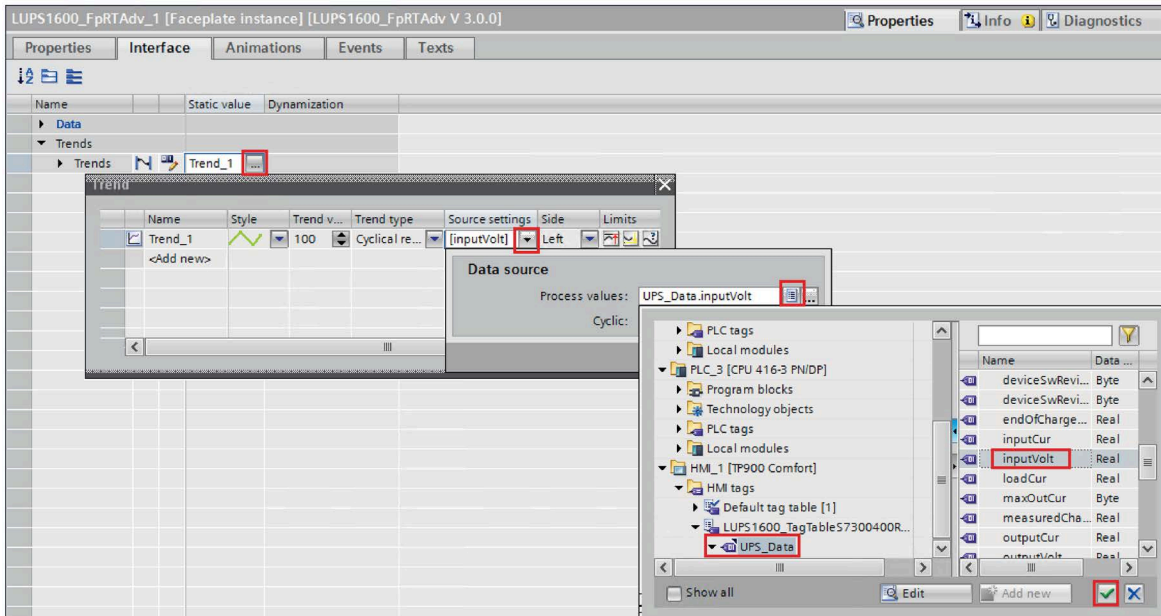 LUPS1600_FpRTAdv_1 [Faceplate instance] [LUPS1600_FpRTAdv V 3.0.0]
Properties
Info
Diagnostics
Properties
Interface
Animations
Events
Texts
Name
Static value
Dynamization
Data
Trends
Trends
Trend_1
...
Trend
Name
Style
Trend v...
Trend type
Source settings
Side
Limits
Trend_1
100
Cyclical re...
[inputVolt]
Left
<Add new>
Data source
Process values:
UPS_Data.inputVolt
...
Cyclic:
PLC tags
Local modules
PLC_3 [CPU 416-3 PN/DP]
Program blocks
Technology objects
PLC tags
Local modules
HMI_1 [TP900 Comfort]
HMI tags
Default tag table [1]
LUPS1600_TagTableS7300400R...
UPS_Data
Name
Data ...
deviceSwRevi...
Byte
deviceSwRevi...
Byte
endOfCharge...
Real
inputCur
Real
inputVolt
Real
loadCur
Real
maxOutCur
Byte
measuredCha...
Real
outputCur
Real
outputVolt
Real
Show all
Edit
Add new